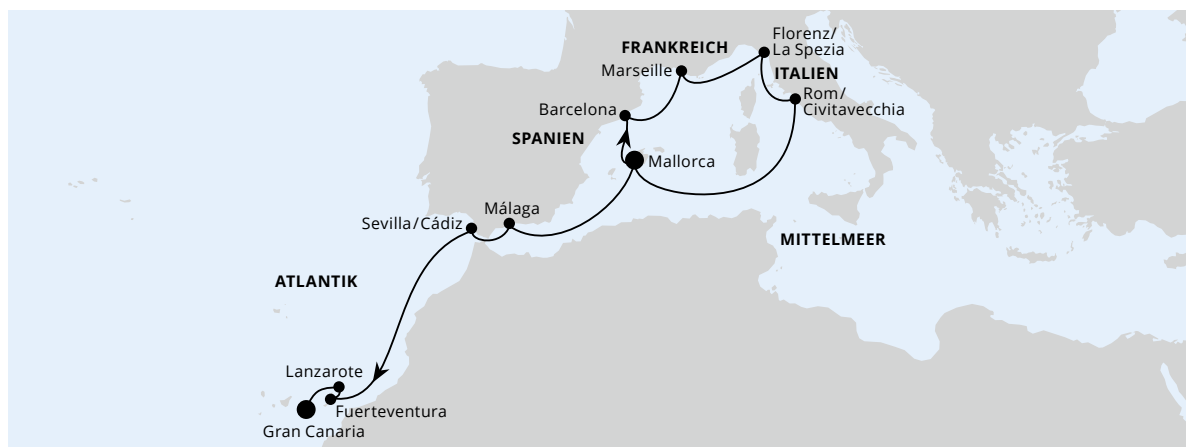 Florenz/
La Spezia
FRANKREICH
Marseille
ITALIEN
Rom/
Civitavecchia
Barcelona
SPANIEN
Mallorca
Málaga
Sevilla/Cádiz
MITTELMEER
ATLANTIK
Lanzarote
Fuerteventura
Gran Canaria